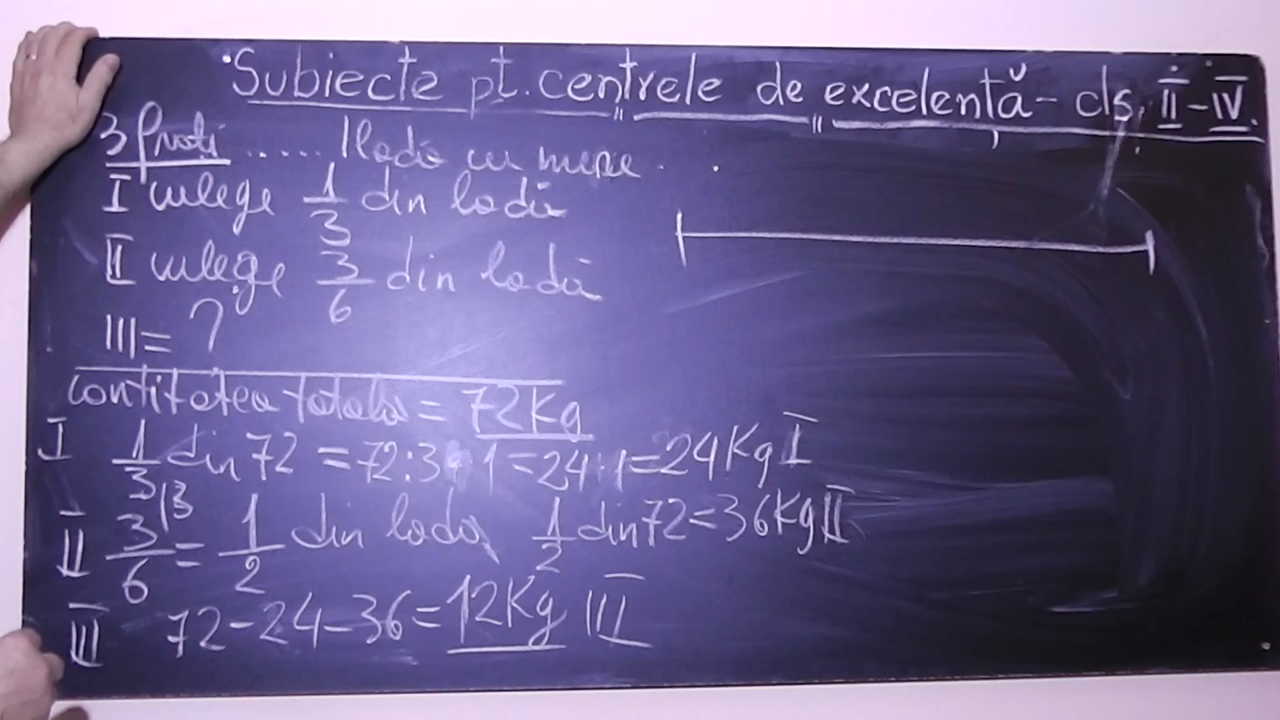 Subiecte pt. centrele de excelență - cls. II - IV.
3 frați ...... 1 ladă cu mere . .
I culege 1/3 din ladă
II culege 3/6 din ladă
III = ?
contitatea totală = 72 Kg
I 1/3 din 72 = 72:3·1 = 24·1 = 24 Kg I
II 3/6 |3 = 1/2 din lada, 1/2 din 72 = 36 Kg II
III 72 - 24 - 36 = 12 Kg III